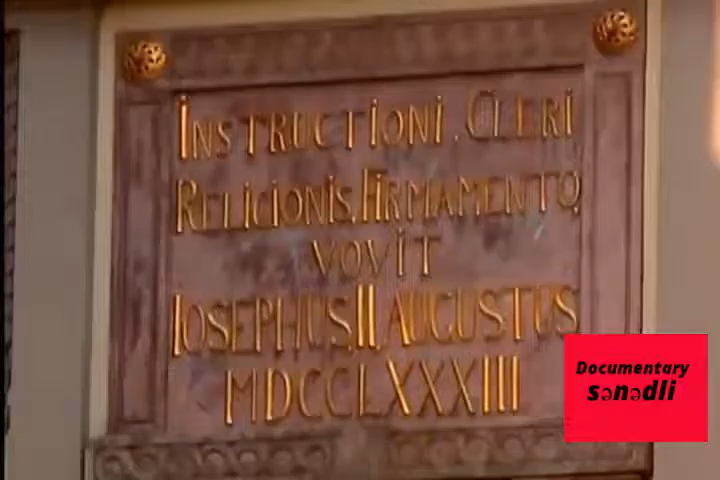 INSTRUCTIONI . CLERI
RELIGIONIS . FIRMAMENTO
VOVIT
IOSEPHUS . II . AUGUSTUS
MDCCLXXXIII
Documentary
sənədli